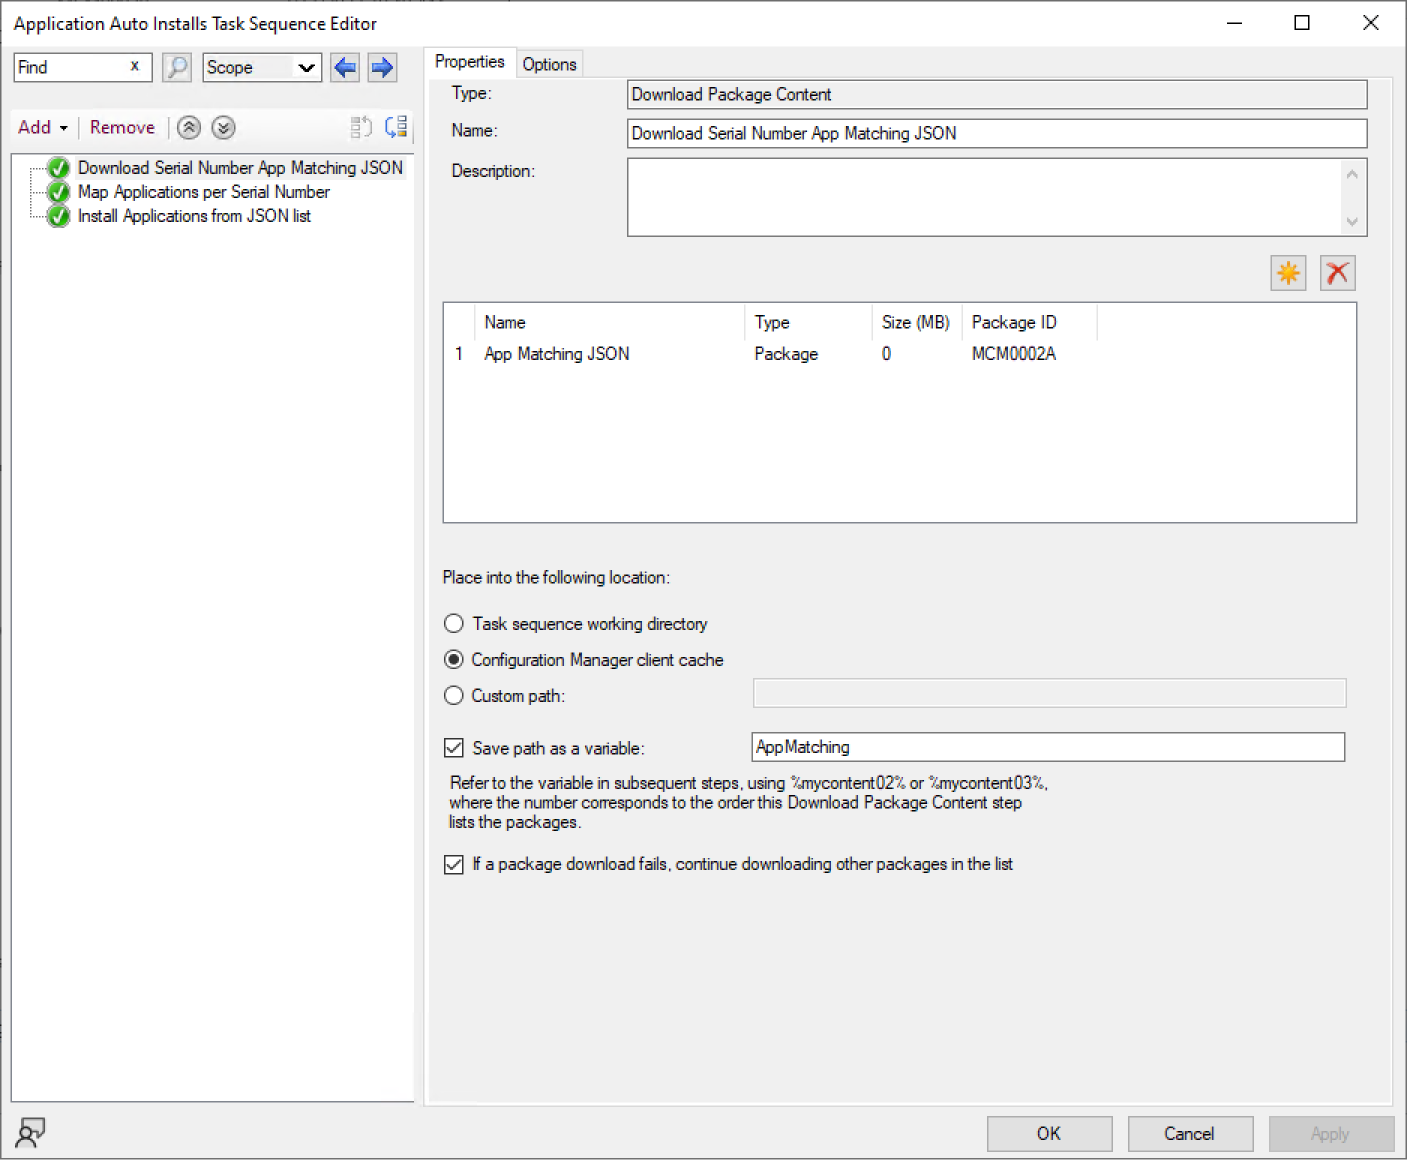 Application Auto Installs Task Sequence Editor
Find x Scope
Properties Options
Add Remove
Download Serial Number App Matching JSON
Map Applications per Serial Number
Install Applications from JSON list
Type: Download Package Content
Name: Download Serial Number App Matching JSON
Description:
Name Type Size (MB) Package ID
1 App Matching JSON Package 0 MCM0002A
Place into the following location:
Task sequence working directory
Configuration Manager client cache
Custom path:
Save path as a variable: AppMatching
Refer to the variable in subsequent steps, using %mycontent02% or %mycontent03%,
where the number corresponds to the order this Download Package Content step
lists the packages.
If a package download fails, continue downloading other packages in the list
OK Cancel Apply